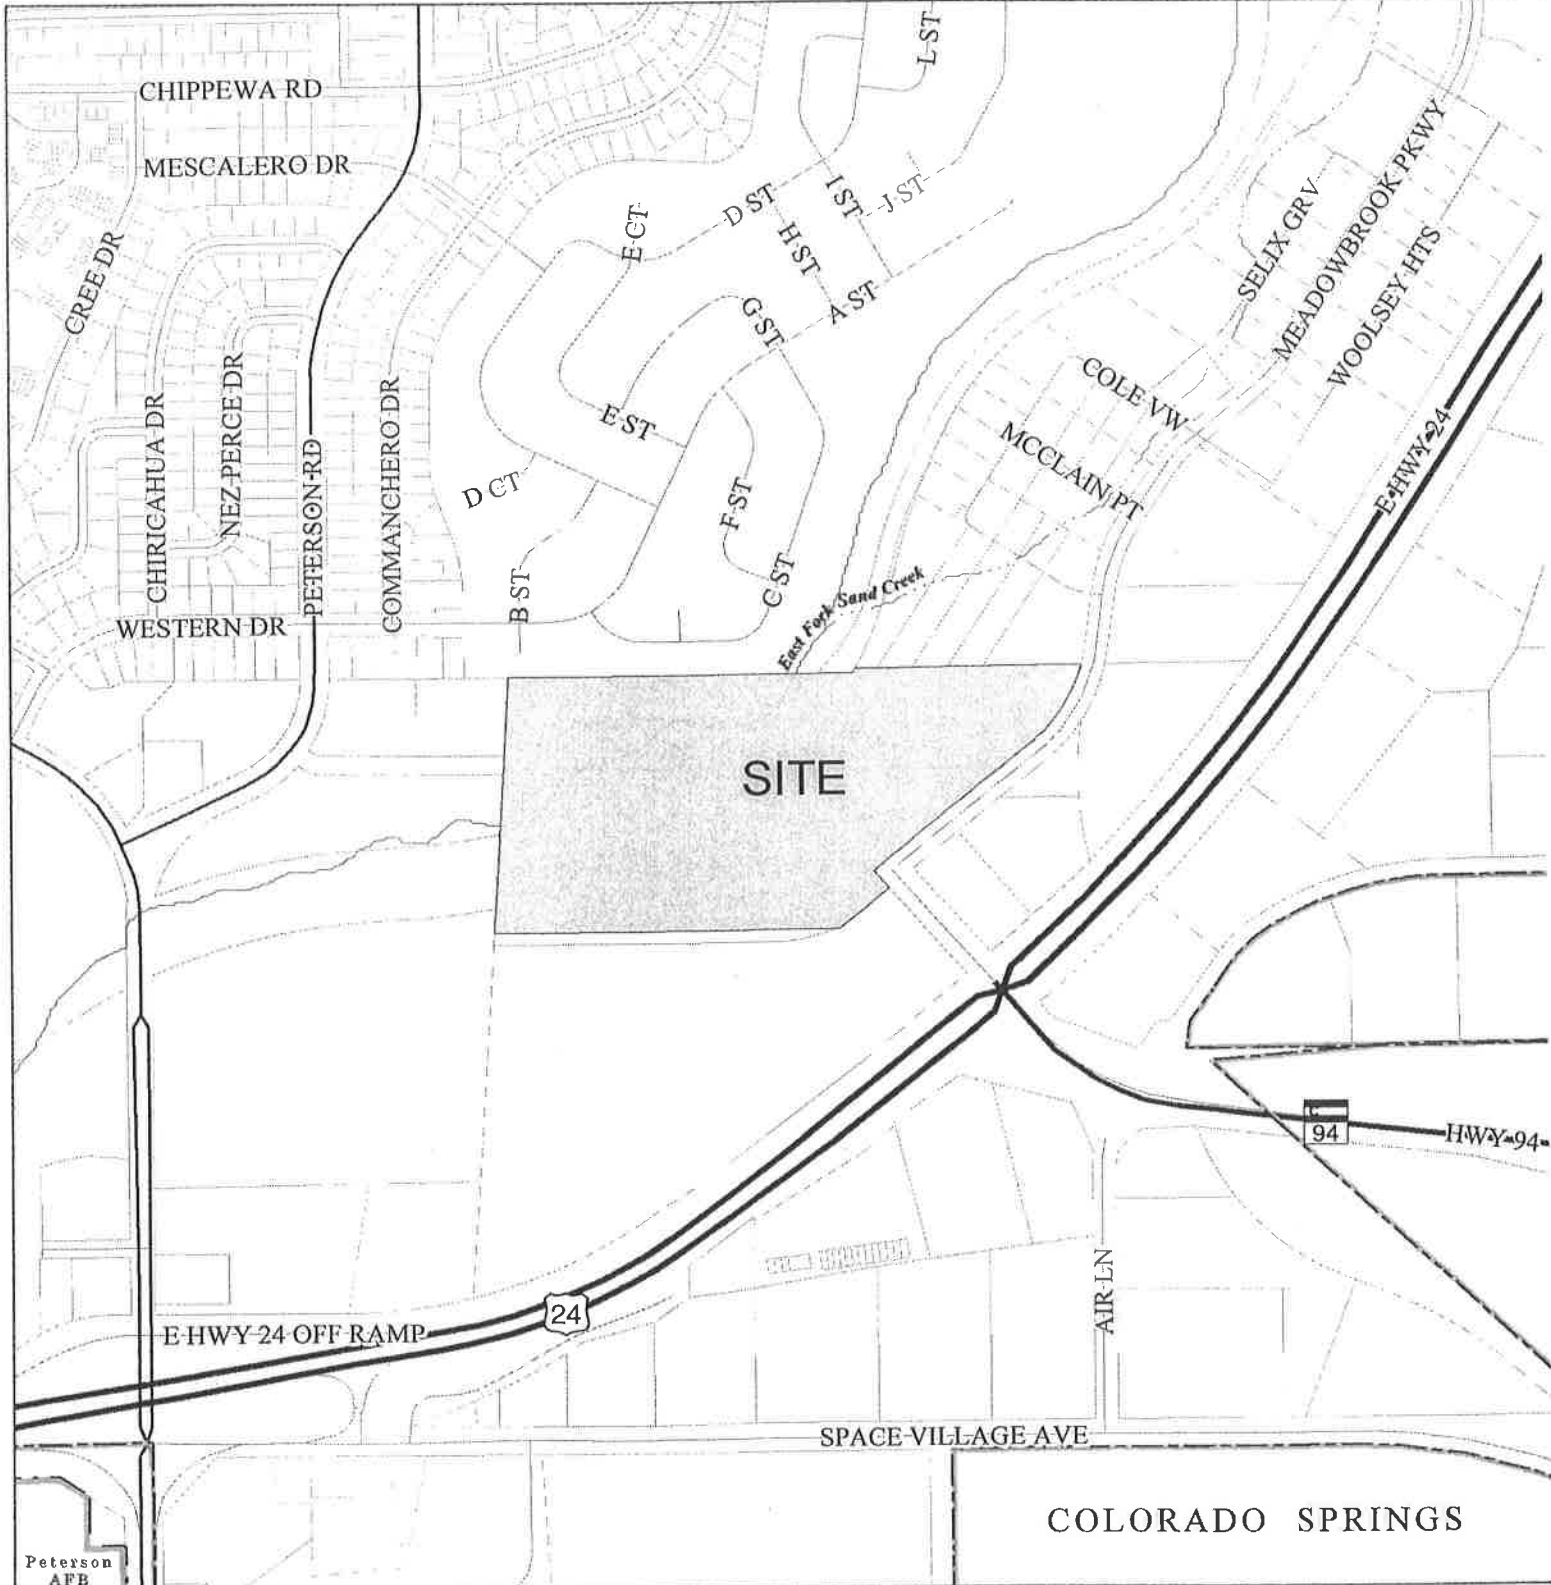 L ST
CHIPPEWA RD
MESCALERO DR
D ST
I ST
J ST
E CT
H ST
SELIX GRV
MEADOWBROOK PKWY
WOOLSEY HTS
CREE DR
G ST
A ST
COLE VW
MCCLAIN PT
E HWY 24
CHIRICAHUA DR
NEZ PERCE DR
PETERSON RD
COMMANCHERO DR
E ST
D CT
F ST
B ST
C ST
East Fork Sand Creek
WESTERN DR
SITE
C
94
HWY 94
AIR LN
24
E HWY 24 OFF RAMP
SPACE VILLAGE AVE
COLORADO SPRINGS
Peterson
AFB